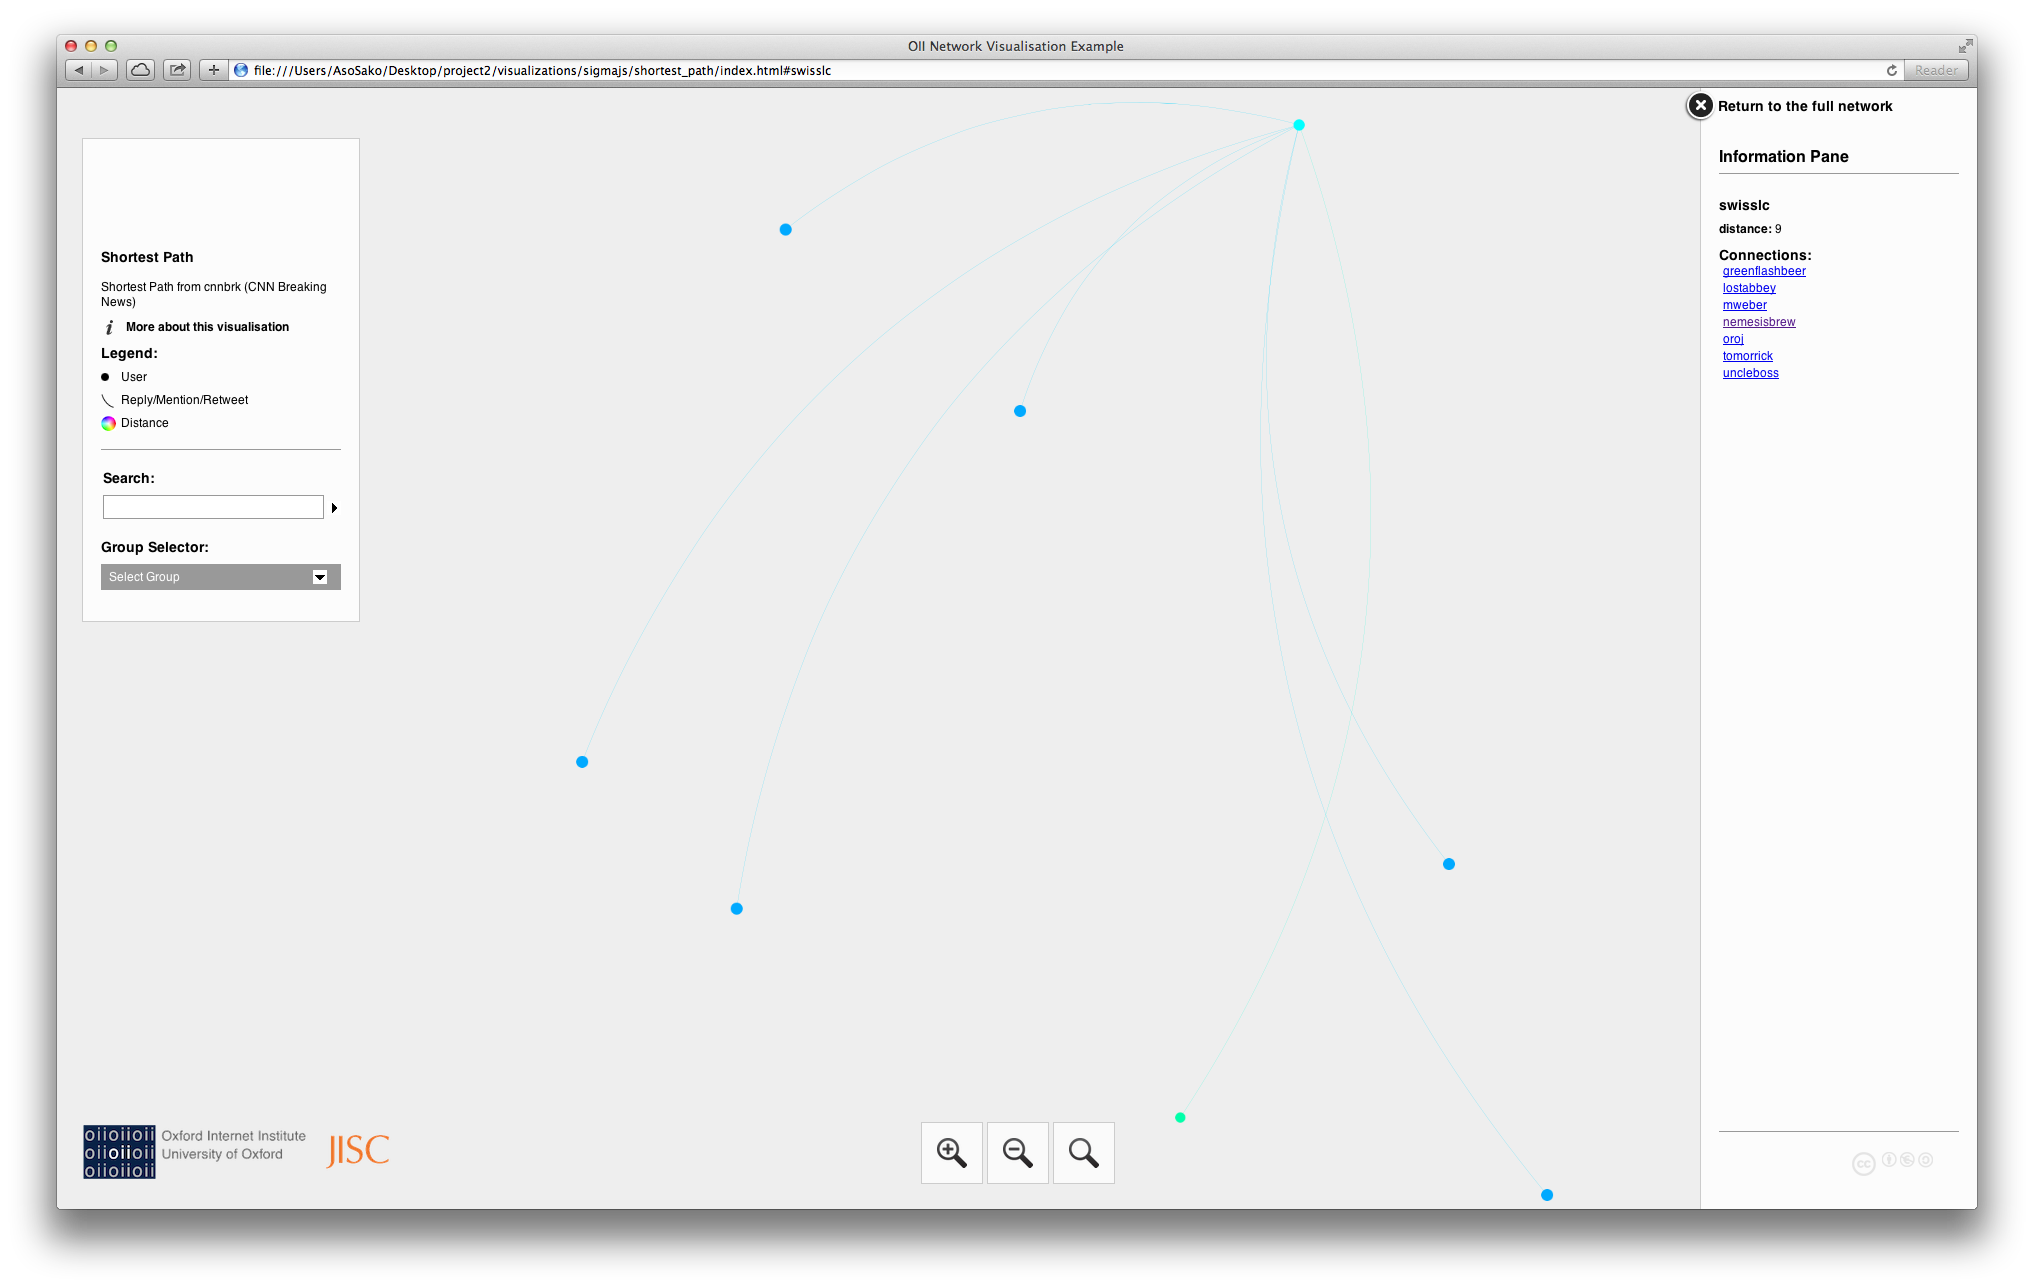 OII Network Visualisation Example
file:///Users/AsoSako/Desktop/project2/visualizations/sigmajs/shortest_path/index.html#swisslc
Reader
Shortest Path
Shortest Path from cnnbrk (CNN Breaking
News)
i More about this visualisation
Legend:
User
Reply/Mention/Retweet
Distance
Search:
Group Selector:
Select Group
oiioiioii
oiioiioii
oiioiioii
Oxford Internet Institute
University of Oxford
JISC
Return to the full network
Information Pane
swisslc
distance: 9
Connections:
greenflashbeer
lostabbey
mweber
nemesisbrew
oroj
tomorrick
uncleboss
cc